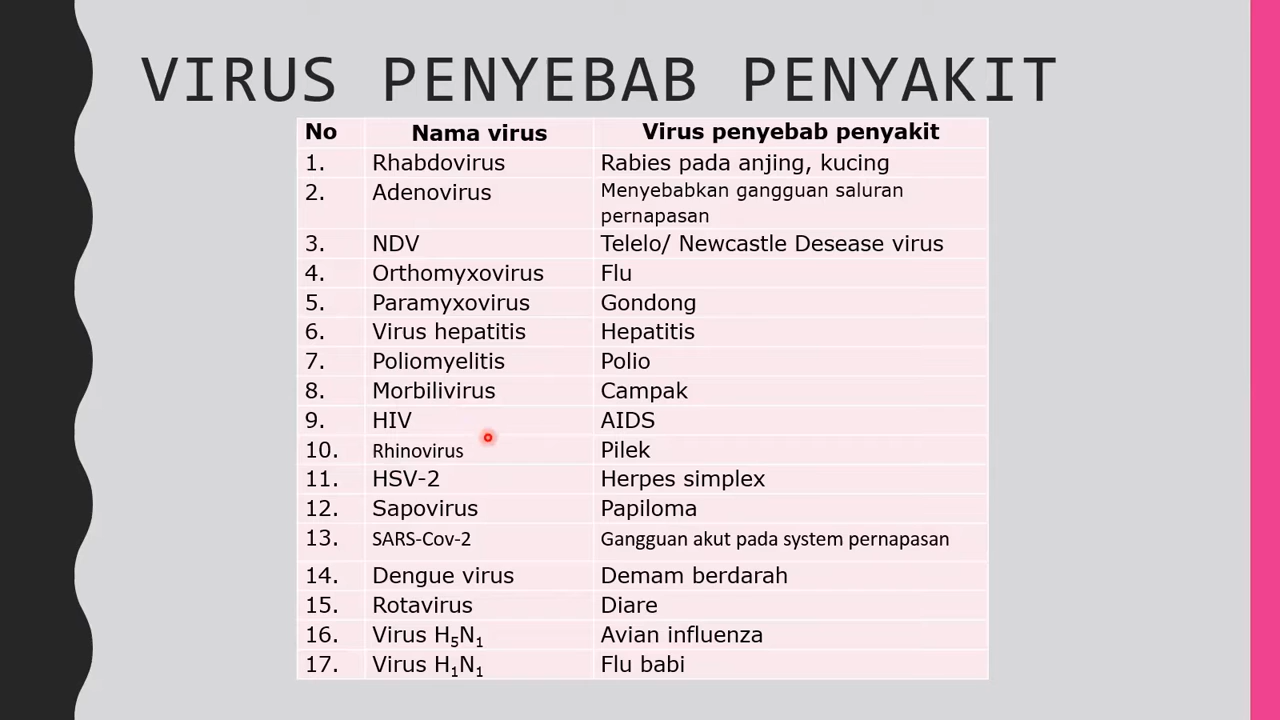 VIRUS PENYEBAB PENYAKIT
No Nama virus Virus penyebab penyakit
1. Rhabdovirus Rabies pada anjing, kucing
2. Adenovirus Menyebabkan gangguan saluran
pernapasan
3. NDV Telelo/ Newcastle Desease virus
4. Orthomyxovirus Flu
5. Paramyxovirus Gondong
6. Virus hepatitis Hepatitis
7. Poliomyelitis Polio
8. Morbilivirus Campak
9. HIV AIDS
10. Rhinovirus Pilek
11. HSV-2 Herpes simplex
12. Sapovirus Papiloma
13. SARS-Cov-2 Gangguan akut pada system pernapasan
14. Dengue virus Demam berdarah
15. Rotavirus Diare
16. Virus H₅N₁ Avian influenza
17. Virus H₁N₁ Flu babi